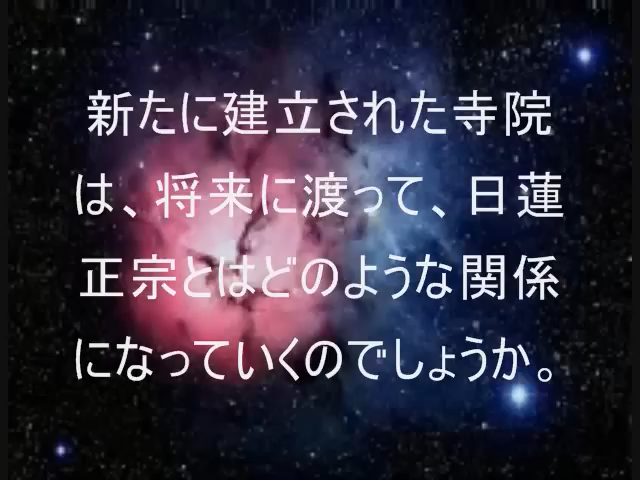 新たに建立された寺院
は、将来に渡って、日蓮
正宗とはどのような関係
になっていくのでしょうか。